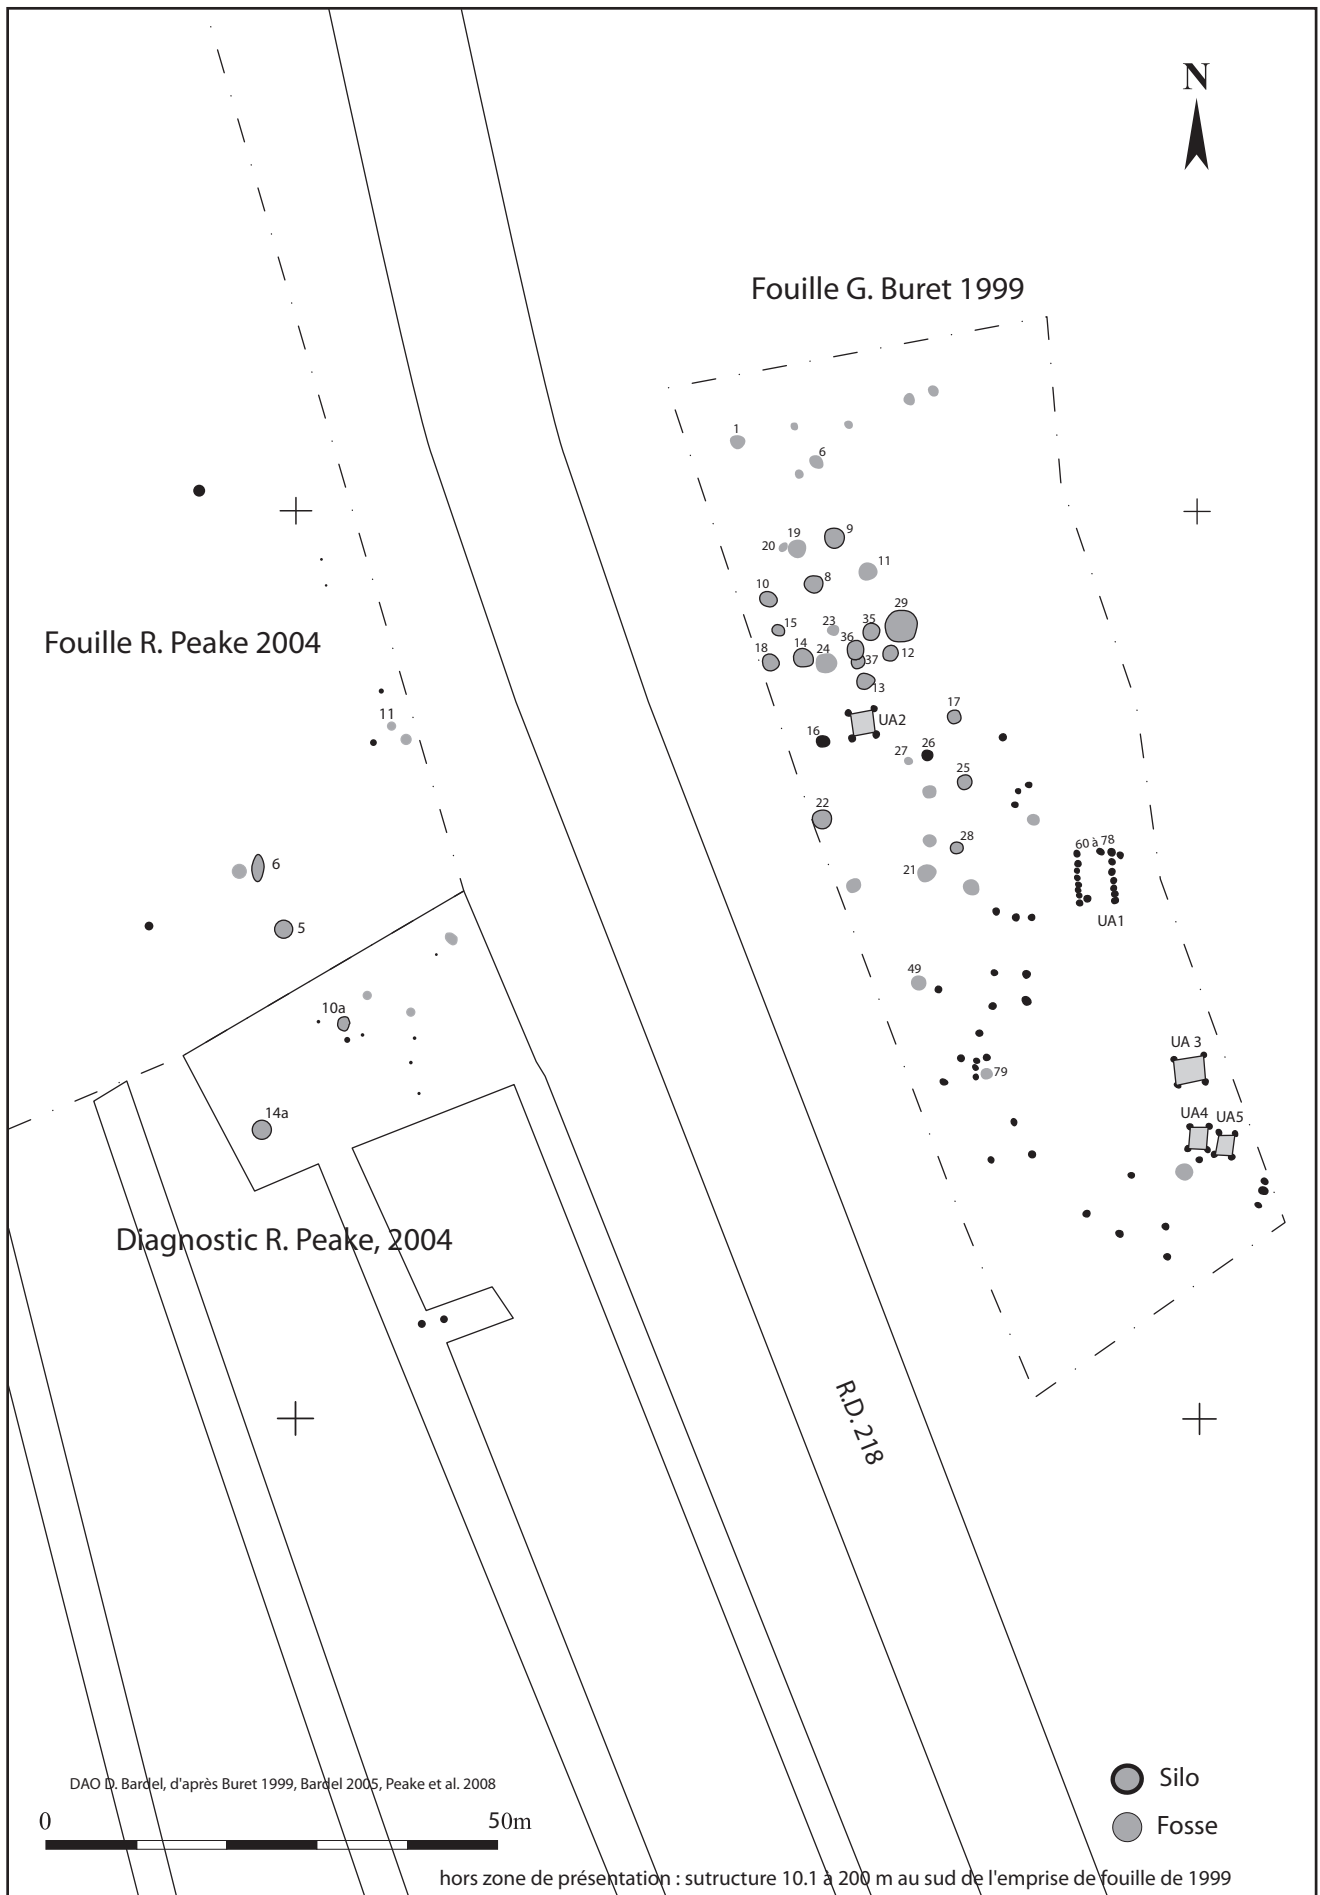 N
Fouille G. Buret 1999
1
6
9
19
20
11
8
10
29
15
23
35
36
18
14
24
37
12
13
17
UA2
16
26
27
25
22
28
60 à 78
21
UA1
49
UA 3
79
UA4
UA5
Fouille R. Peake 2004
11
6
5
10a
14a
Diagnostic R. Peake, 2004
R.D. 218
DAO D. Bardel, d'après Buret 1999, Bardel 2005, Peake et al. 2008
0 50m
Silo
Fosse
hors zone de présentation : sutructure 10.1 à 200 m au sud de l'emprise de fouille de 1999